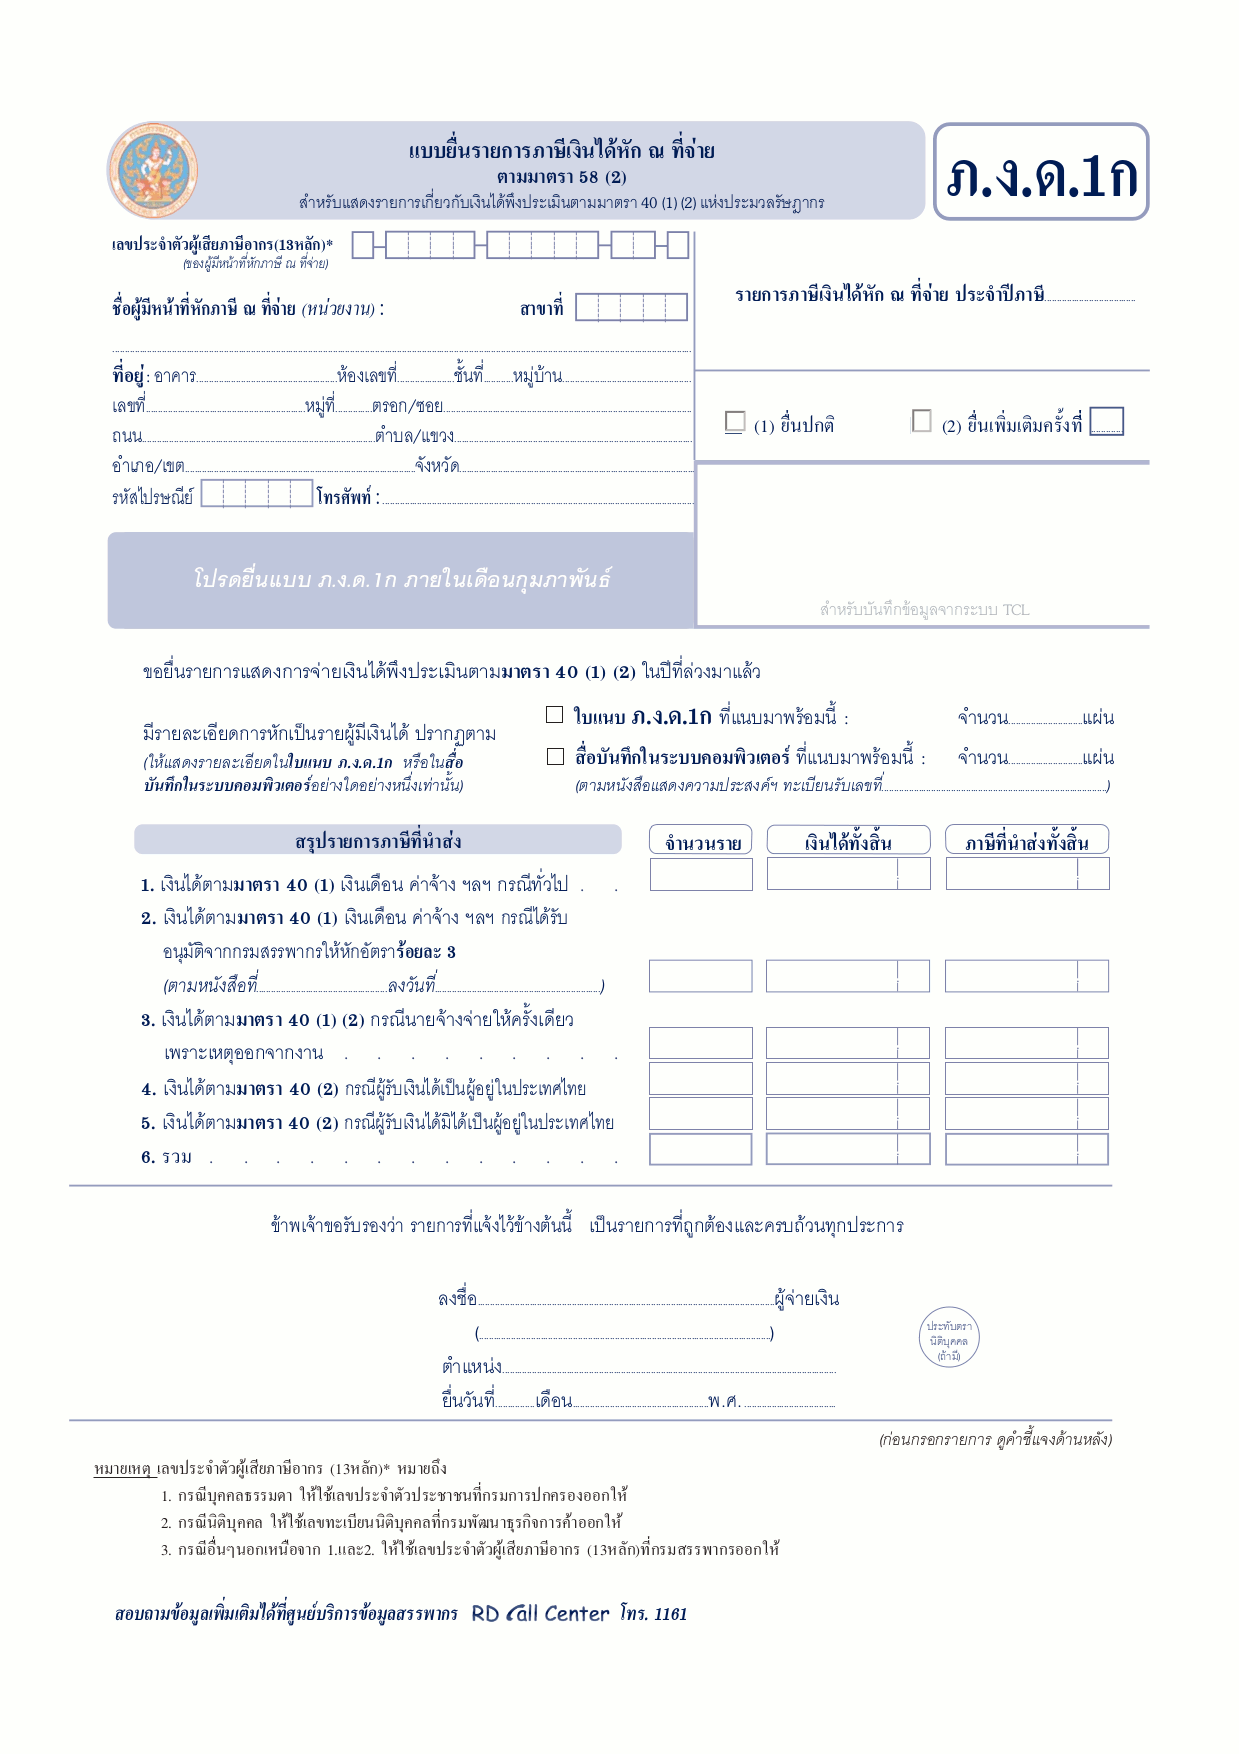 แบบยื่นรายการภาษีเงินได้หัก ณ ที่จ่าย
ตามมาตรา 58 (2)
สำหรับแสดงรายการเกี่ยวกับเงินได้พึงประเมินตามมาตรา 40 (1) (2) แห่งประมวลรัษฎากร
ภ.ง.ด.1ก
เลขประจำตัวผู้เสียภาษีอากร(13หลัก)*
(ของผู้มีหน้าที่หักภาษี ณ ที่จ่าย)
ชื่อผู้มีหน้าที่หักภาษี ณ ที่จ่าย (หน่วยงาน) : สาขาที่
ที่อยู่ : อาคาร ห้องเลขที่ ชั้นที่ หมู่บ้าน
เลขที่ หมู่ที่ ตรอก/ซอย
ถนน ตำบล/แขวง
อำเภอ/เขต จังหวัด
รหัสไปรษณีย์ โทรศัพท์ :
รายการภาษีเงินได้หัก ณ ที่จ่าย ประจำปีภาษี
(1) ยื่นปกติ (2) ยื่นเพิ่มเติมครั้งที่
โปรดยื่นแบบ ภ.ง.ด.1ก ภายในเดือนกุมภาพันธ์
สำหรับบันทึกข้อมูลจากระบบ TCL
ขอยื่นรายการแสดงการจ่ายเงินได้พึงประเมินตามมาตรา 40 (1) (2) ในปีที่ล่วงมาแล้ว
มีรายละเอียดการหักเป็นรายผู้มีเงินได้ ปรากฏตาม
(ให้แสดงรายละเอียดในใบแนบ ภ.ง.ด.1ก หรือในสื่อ
บันทึกในระบบคอมพิวเตอร์อย่างใดอย่างหนึ่งเท่านั้น)
ใบแนบ ภ.ง.ด.1ก ที่แนบมาพร้อมนี้ : จำนวน แผ่น
สื่อบันทึกในระบบคอมพิวเตอร์ ที่แนบมาพร้อมนี้ : จำนวน แผ่น
(ตามหนังสือแสดงความประสงค์ฯ ทะเบียนรับเลขที่ )
สรุปรายการภาษีที่นำส่ง จำนวนราย เงินได้ทั้งสิ้น ภาษีที่นำส่งทั้งสิ้น
1. เงินได้ตามมาตรา 40 (1) เงินเดือน ค่าจ้าง ฯลฯ กรณีทั่วไป . .
2. เงินได้ตามมาตรา 40 (1) เงินเดือน ค่าจ้าง ฯลฯ กรณีได้รับ
อนุมัติจากกรมสรรพากรให้หักอัตราร้อยละ 3
(ตามหนังสือที่ ลงวันที่ )
3. เงินได้ตามมาตรา 40 (1) (2) กรณีนายจ้างจ่ายให้ครั้งเดียว
เพราะเหตุออกจากงาน . . . . . . . . .
4. เงินได้ตามมาตรา 40 (2) กรณีผู้รับเงินได้เป็นผู้อยู่ในประเทศไทย
5. เงินได้ตามมาตรา 40 (2) กรณีผู้รับเงินได้มิได้เป็นผู้อยู่ในประเทศไทย
6. รวม . . . . . . . . . . . . .
ข้าพเจ้าขอรับรองว่า รายการที่แจ้งไว้ข้างต้นนี้ เป็นรายการที่ถูกต้องและครบถ้วนทุกประการ
ลงชื่อ ผู้จ่ายเงิน
( )
ตำแหน่ง
ยื่นวันที่ เดือน พ.ศ.
ประทับตรา
นิติบุคคล
(ถ้ามี)
(ก่อนกรอกรายการ ดูคำชี้แจงด้านหลัง)
หมายเหตุ เลขประจำตัวผู้เสียภาษีอากร (13หลัก)* หมายถึง
1. กรณีบุคคลธรรมดา ให้ใช้เลขประจำตัวประชาชนที่กรมการปกครองออกให้
2. กรณีนิติบุคคล ให้ใช้เลขทะเบียนนิติบุคคลที่กรมพัฒนาธุรกิจการค้าออกให้
3. กรณีอื่นๆนอกเหนือจาก 1.และ2. ให้ใช้เลขประจำตัวผู้เสียภาษีอากร (13หลัก)ที่กรมสรรพากรออกให้
สอบถามข้อมูลเพิ่มเติมได้ที่ศูนย์บริการข้อมูลสรรพากร RD Call Center โทร. 1161